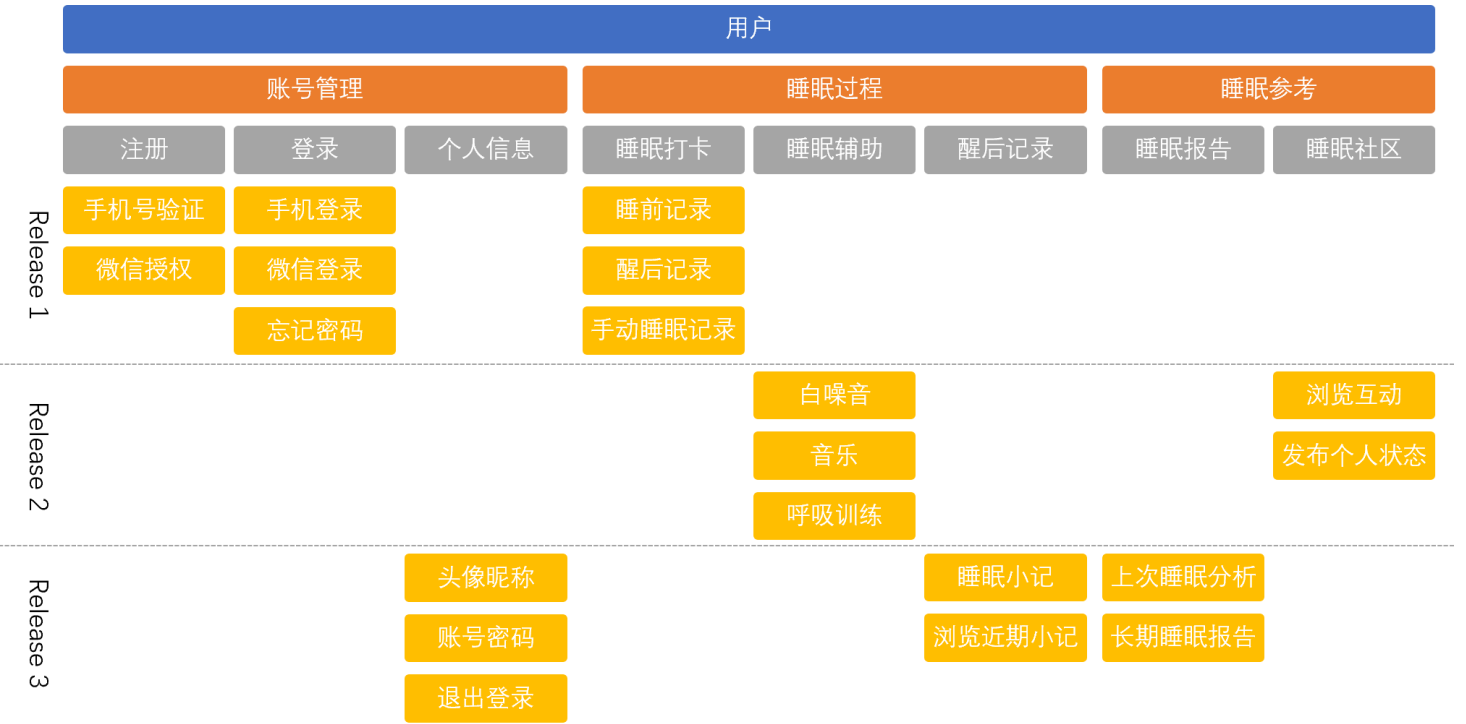 用户
账号管理
睡眠过程
睡眠参考
注册
登录
个人信息
睡眠打卡
睡眠辅助
醒后记录
睡眠报告
睡眠社区
Release 1
手机号验证
手机登录
睡前记录
微信授权
微信登录
醒后记录
忘记密码
手动睡眠记录
Release 2
白噪音
浏览互动
音乐
发布个人状态
呼吸训练
Release 3
头像昵称
睡眠小记
上次睡眠分析
账号密码
浏览近期小记
长期睡眠报告
退出登录